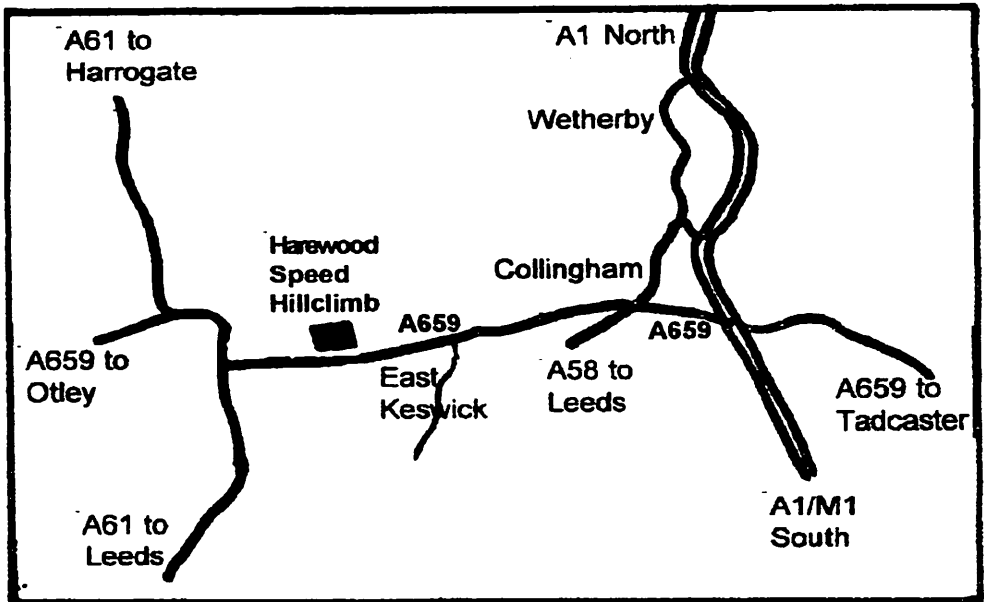 A61 to
Harrogate
A1 North
Wetherby
Harewood
Speed
Hillclimb
Collingham
A659
A659
A659 to
Otley
East
Keswick
A58 to
Leeds
A659 to
Tadcaster
A61 to
Leeds
A1/M1
South